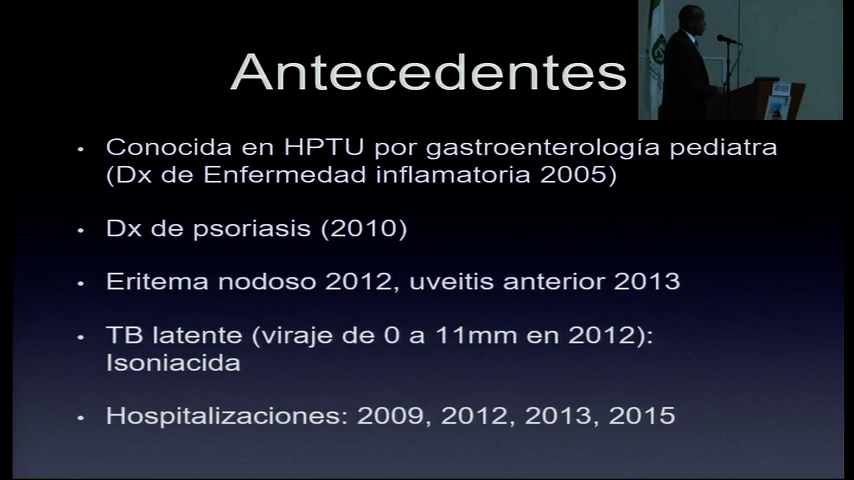 Antecedentes
• Conocida en HPTU por gastroenterología pediatra
(Dx de Enfermedad inflamatoria 2005)
• Dx de psoriasis (2010)
• Eritema nodoso 2012, uveitis anterior 2013
• TB latente (viraje de 0 a 11mm en 2012):
Isoniacida
• Hospitalizaciones: 2009, 2012, 2013, 2015